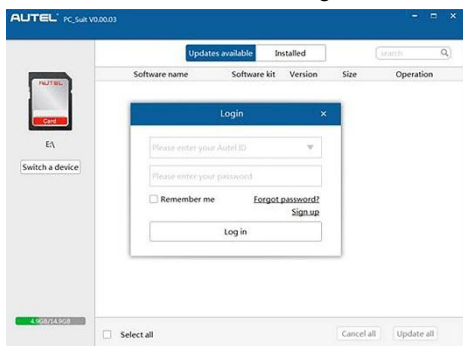 AUTEL PC_Suit V0.00.03
Updates available Installed
search
Software name Software kit Version Size Operation
AUTEL
Card
E:\
Switch a device
Login
Please enter your Autel ID
Please enter your password
Remember me Forgot password?
Sign up
Log in
4.9GB/14.9GB
Select all Cancel all Update all